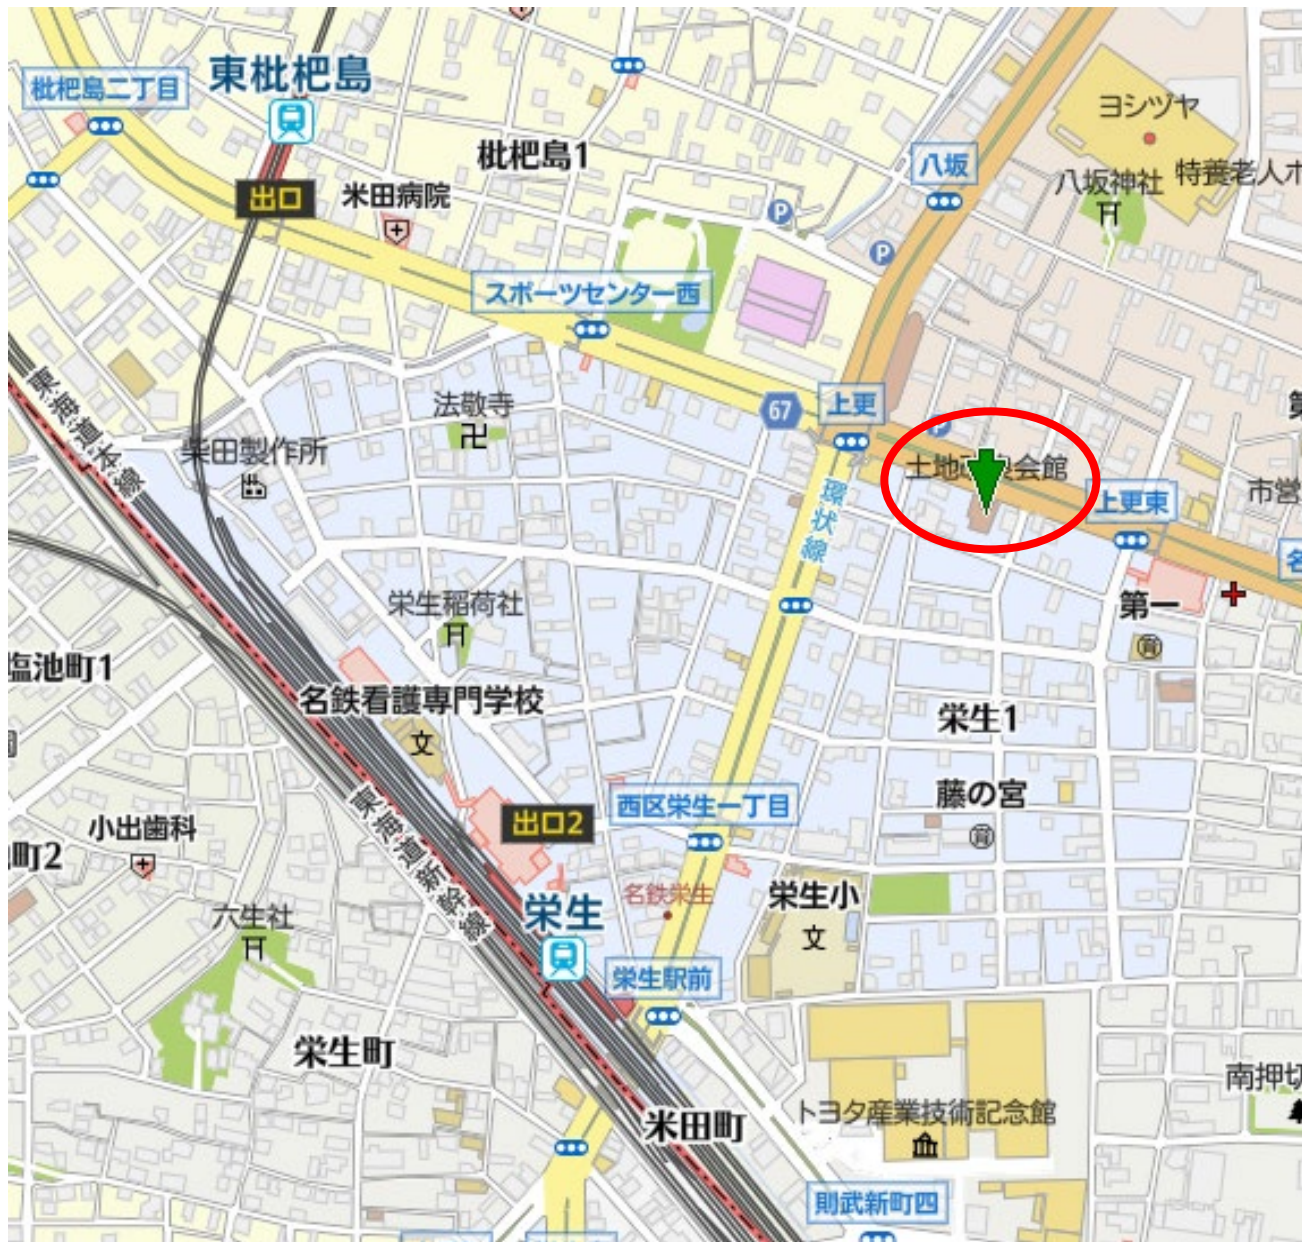 東枇杷島
枇杷島二丁目
出口
米田病院
枇杷島1
八坂
ヨシヅヤ
八坂神社
特養老人ホ
スポーツセンター西
67
上更
法敬寺
柴田製作所
東海道本線
環状線
会館
上更東
市営
栄生稲荷社
第一
塩池町1
名鉄看護専門学校
文
栄生1
藤の宮
西区栄生一丁目
出口2
東海道新幹線
小出歯科
町2
名鉄栄生
栄生小
文
六生社
栄生
栄生駅前
栄生町
米田町
トヨタ産業技術記念館
南押切
則武新町四
P
P